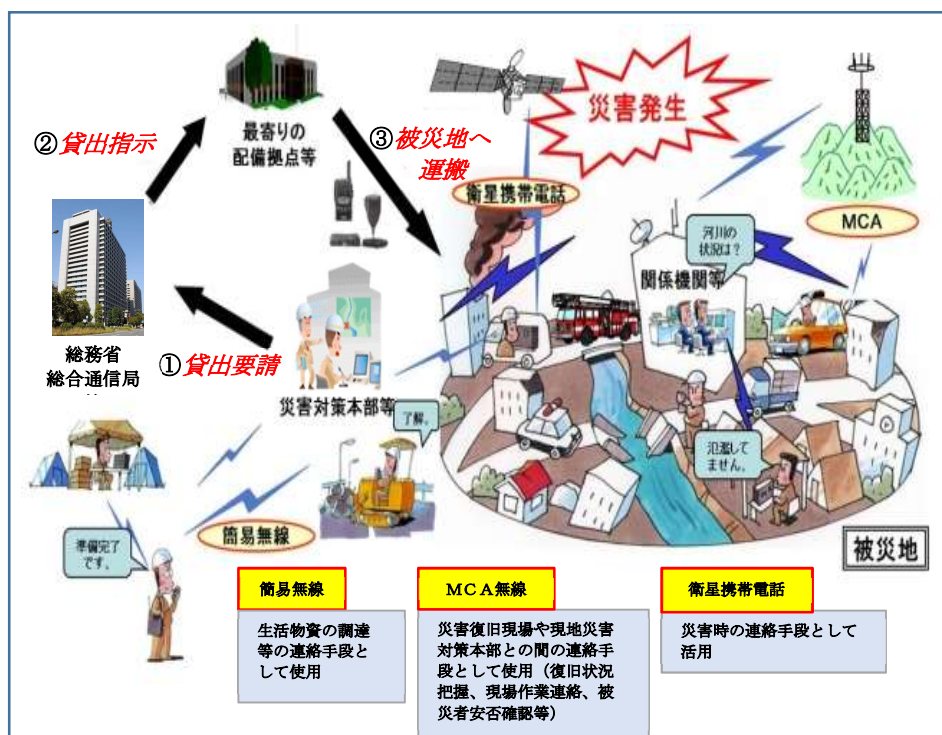 災害発生
最寄りの
配備拠点等
②貸出指示
③被災地へ
運搬
衛星携帯電話
MCA
河川の
状況は？
関係機関等
総務省
総合通信局
①貸出要請
災害対策本部等
了解。
氾濫して
ません。
簡易無線
準備完了
です。
被災地
簡易無線
生活物資の調達
等の連絡手段と
して使用
ＭＣＡ無線
災害復旧現場や現地災害
対策本部との間の連絡手
段として使用（復旧状況
把握、現場作業連絡、被
災者安否確認等）
衛星携帯電話
災害時の連絡手段として
活用